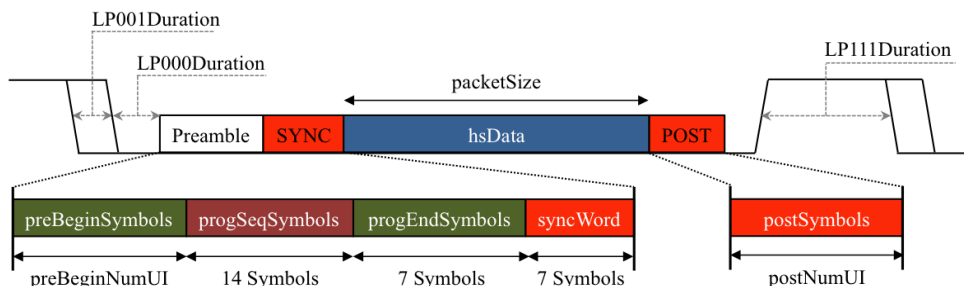 LP001Duration
LP000Duration
LP111Duration
packetSize
Preamble SYNC hsData POST
preBeginSymbols progSeqSymbols progEndSymbols syncWord postSymbols
preBeginNumUI 14 Symbols 7 Symbols 7 Symbols postNumUI